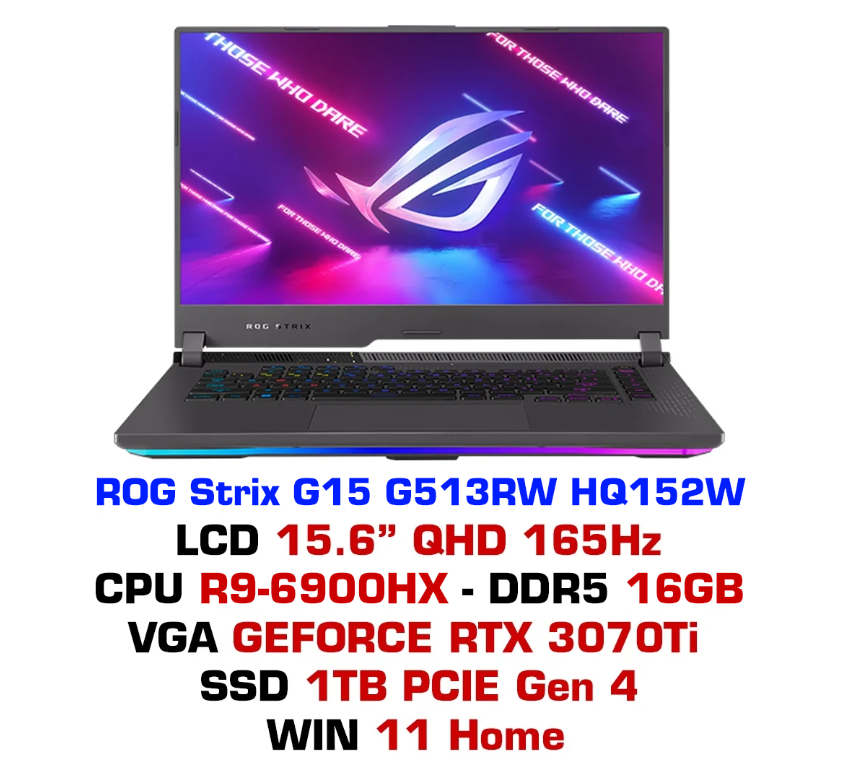 THOSE WHO DARE
FOR THOSE WHO DARE
FOR THOSE WHO DARE
FOR THOSE WHO DAR
ROG STRIX
ROG Strix G15 G513RW HQ152W
LCD 15.6” QHD 165Hz
CPU R9-6900HX - DDR5 16GB
VGA GEFORCE RTX 3070Ti
SSD 1TB PCIE Gen 4
WIN 11 Home